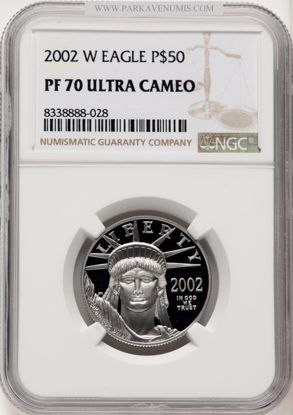 WWW.PARKAVENUMIS.COM
2002 W EAGLE P$50
PF 70 ULTRA CAMEO
8338888-028
NUMISMATIC GUARANTY COMPANY
NGC
LIBERTY
2002
IN GOD
WE
TRUST